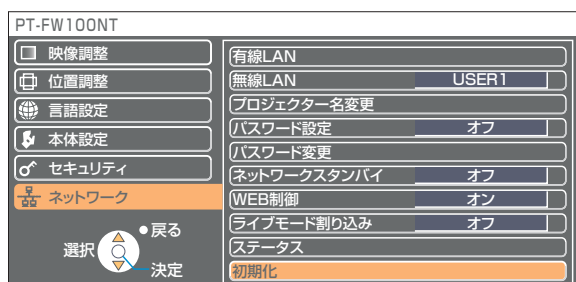 PT-FW100NT
映像調整
位置調整
言語設定
本体設定
セキュリティ
ネットワーク
戻る
選択
決定
有線LAN
無線LAN USER1
プロジェクター名変更
パスワード設定 オフ
パスワード変更
ネットワークスタンバイ オフ
WEB制御 オン
ライブモード割り込み オフ
ステータス
初期化